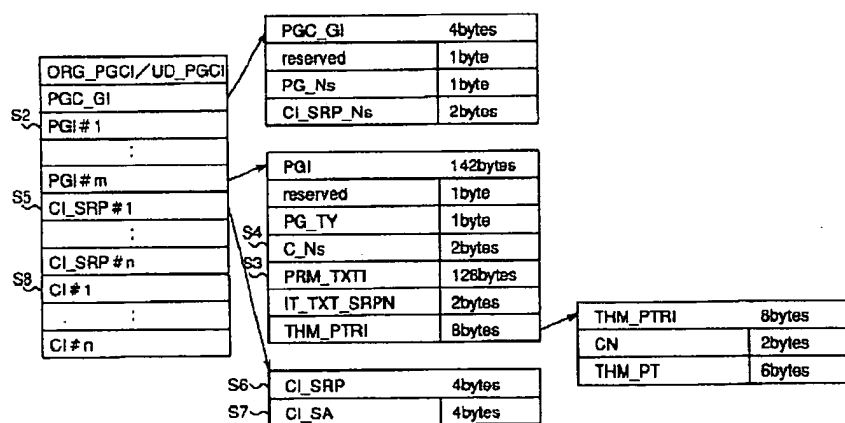 ORG_PGCI/UD_PGCI
PGC_GI
S2
PGI#1
:
PGI#m
S5
CI_SRP#1
:
CI_SRP#n
S8
CI#1
:
CI#n
PGC_GI 4bytes
reserved 1byte
PG_Ns 1byte
CI_SRP_Ns 2bytes
PGI 142bytes
reserved 1byte
PG_TY 1byte
S4
C_Ns 2bytes
S3
PRM_TXTI 128bytes
IT_TXT_SRPN 2bytes
THM_PTRI 8bytes
THM_PTRI 8bytes
CN 2bytes
THM_PT 6bytes
S6 CI_SRP 4bytes
S7 CI_SA 4bytes